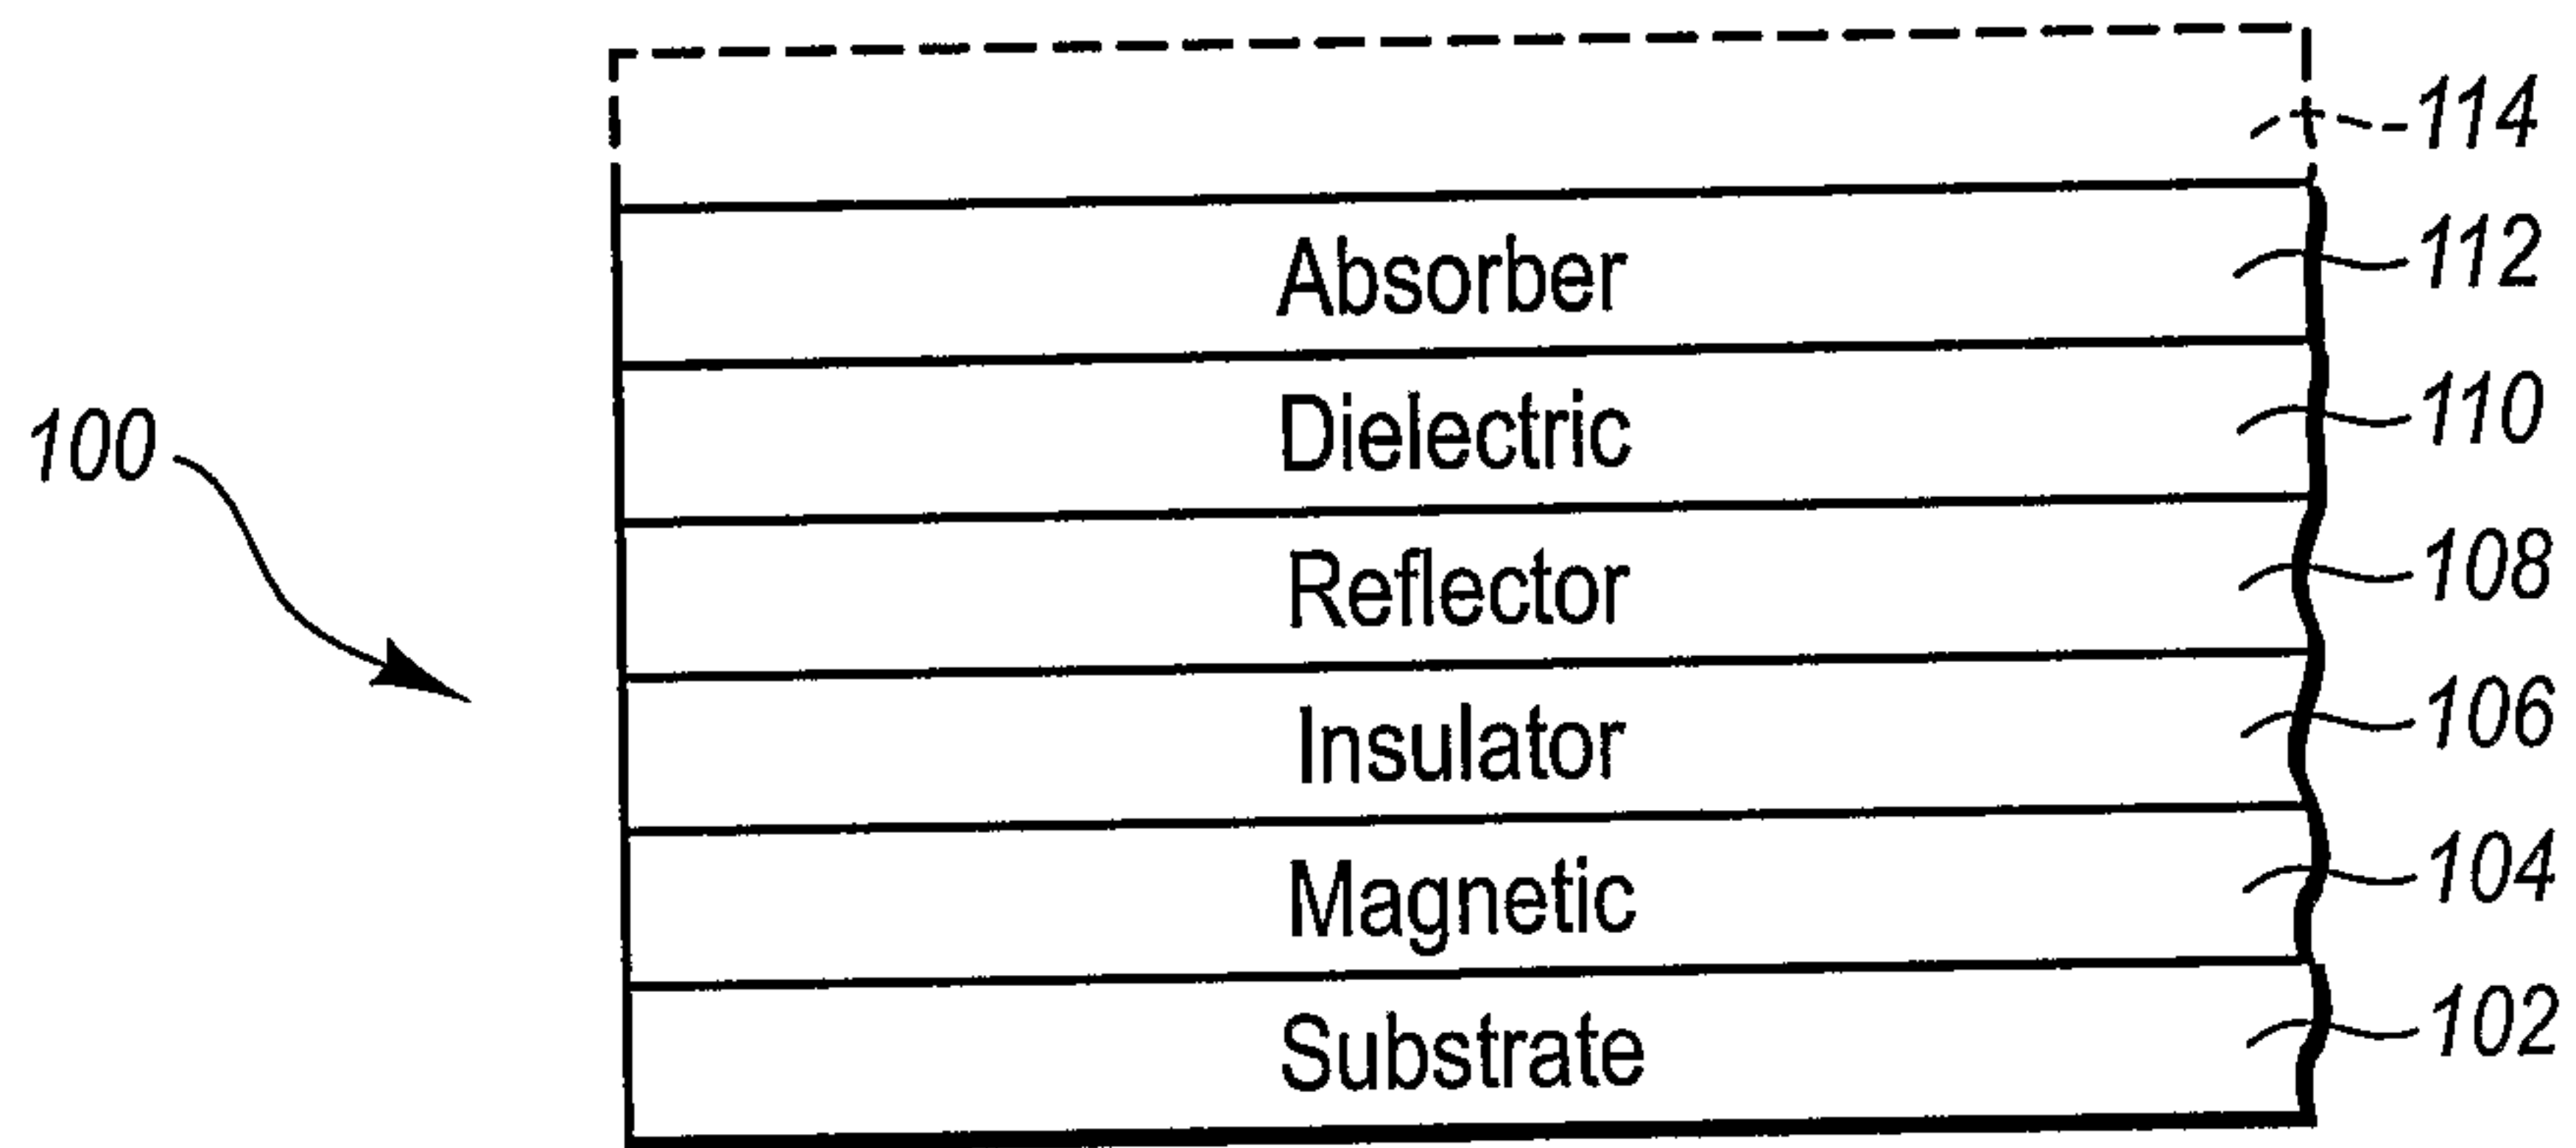 114
Absorber 112
Dielectric 110
100
Reflector 108
Insulator 106
Magnetic 104
Substrate 102